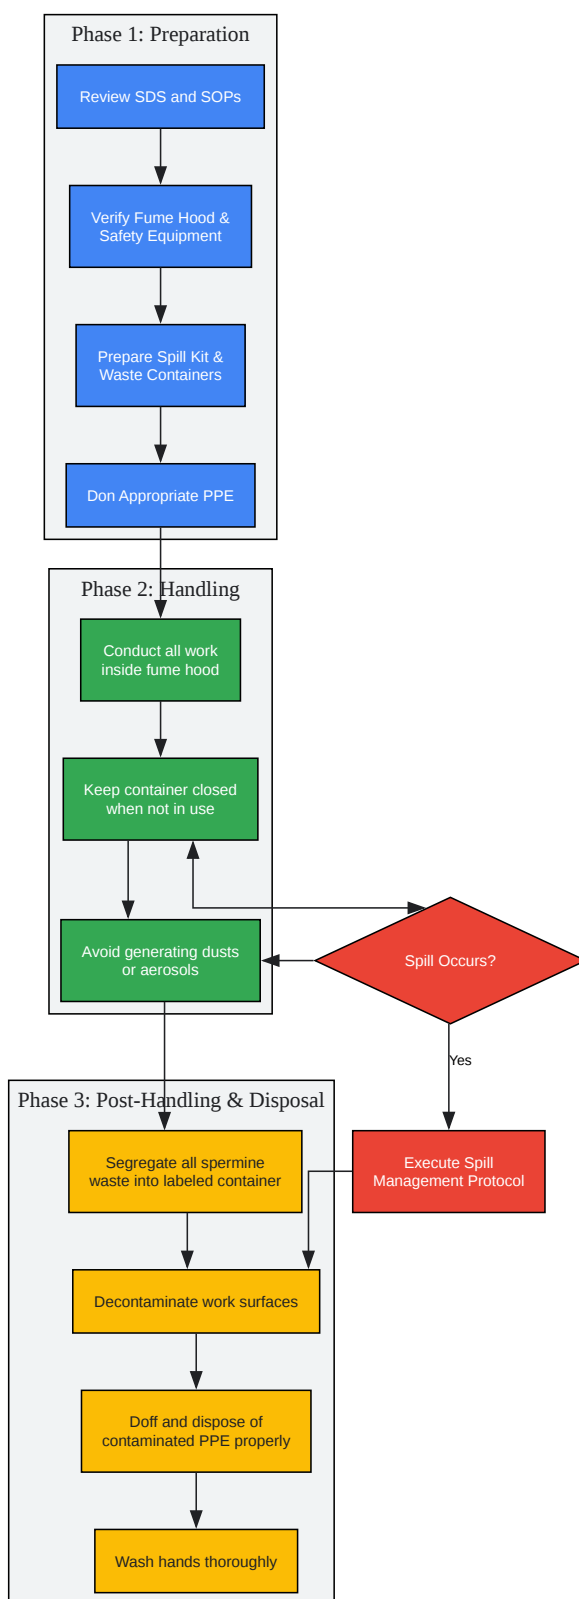 Phase 1: Preparation
Review SDS and SOPs
Verify Fume Hood &
Safety Equipment
Prepare Spill Kit &
Waste Containers
Don Appropriate PPE
Phase 2: Handling
Conduct all work
inside fume hood
Keep container closed
when not in use
Avoid generating dusts
or aerosols
Spill Occurs?
Yes
Phase 3: Post-Handling & Disposal
Segregate all spermine
waste into labeled container
Execute Spill
Management Protocol
Decontaminate work surfaces
Doff and dispose of
contaminated PPE properly
Wash hands thoroughly